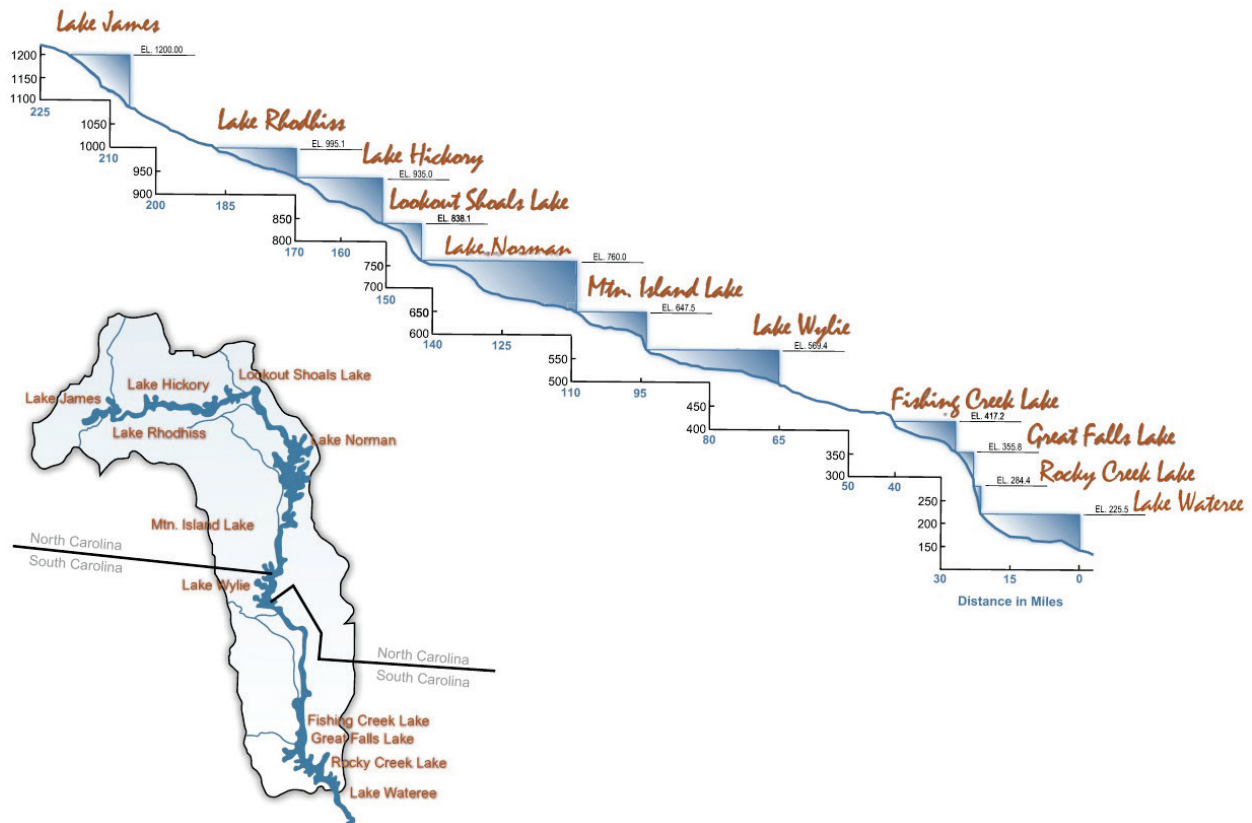 Lake James
EL. 1200.00
1200
1150
1100
225
1050
1000
210
Lake Rhodhiss
EL. 995.1
950
900
200
185
Lake Hickory
EL. 935.0
850
800
170
160
Lookout Shoals Lake
EL. 838.1
750
700
150
Lake Norman
EL. 760.0
650
600
140
125
Mtn. Island Lake
EL. 647.5
550
500
110
95
Lake Wylie
EL. 569.4
450
400
80
65
Fishing Creek Lake
EL. 417.2
350
300
50
40
Great Falls Lake
EL. 355.8
Rocky Creek Lake
EL. 284.4
Lake Wateree
EL. 225.5
250
200
150
30
15
0
Distance in Miles
Lookout Shoals Lake
Lake Hickory
Lake James
Lake Rhodhiss
Lake Norman
Mtn. Island Lake
North Carolina
South Carolina
Lake Wylie
North Carolina
South Carolina
Fishing Creek Lake
Great Falls Lake
Rocky Creek Lake
Lake Wateree